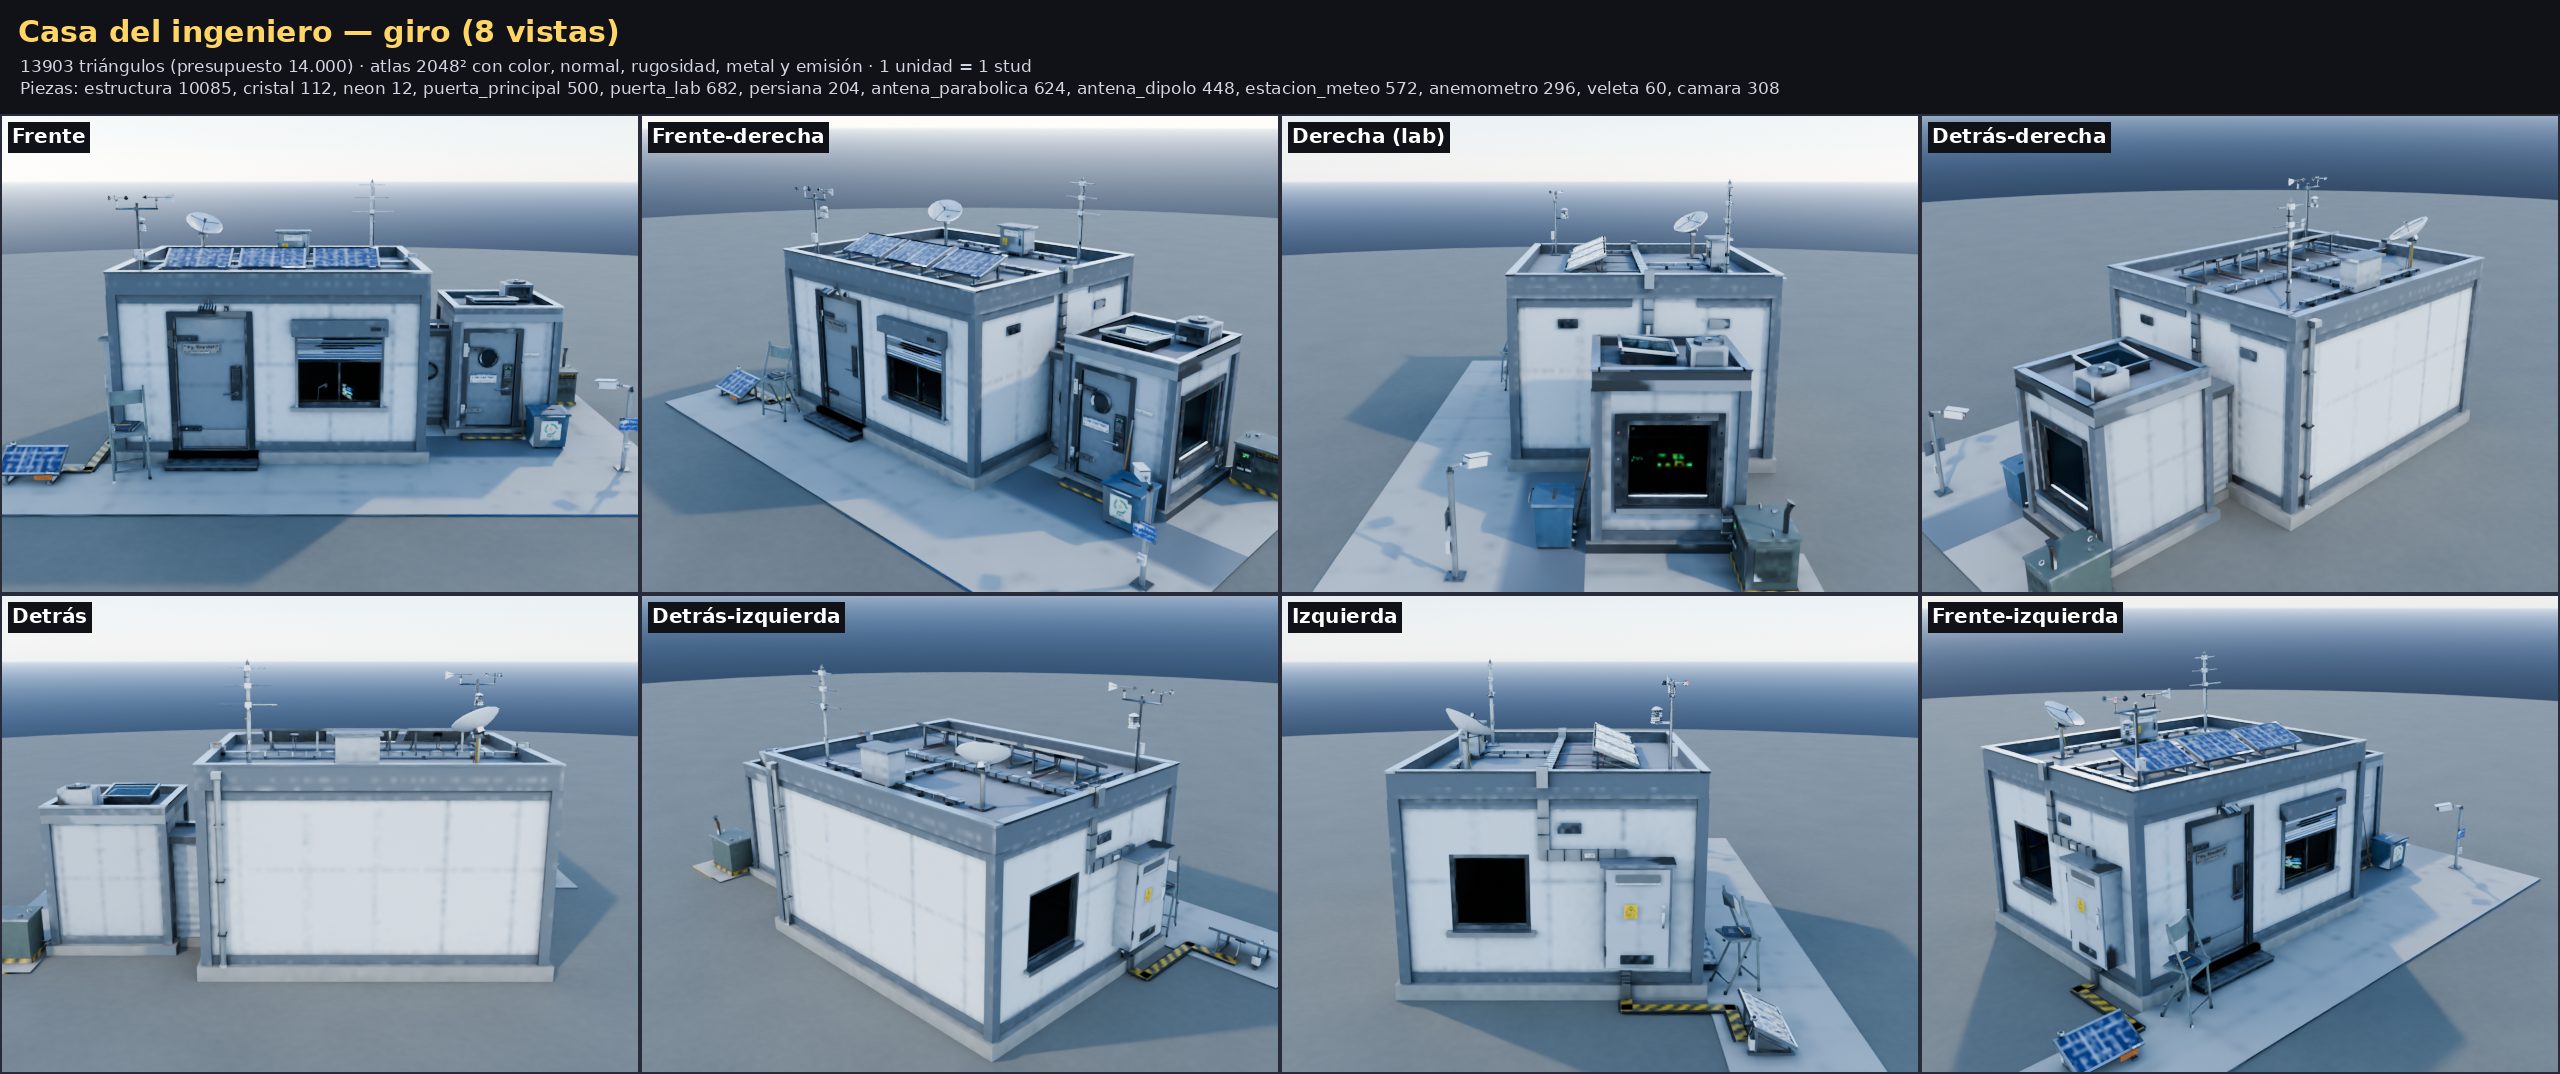 Casa del ingeniero — giro (8 vistas)
13903 triángulos (presupuesto 14.000) · atlas 2048² con color, normal, rugosidad, metal y emisión · 1 unidad = 1 stud
Piezas: estructura 10085, cristal 112, neon 12, puerta_principal 500, puerta_lab 682, persiana 204, antena_parabolica 624, antena_dipolo 448, estacion_meteo 572, anemometro 296, veleta 60, camara 308
Frente
Frente-derecha
Derecha (lab)
Detrás-derecha
Detrás
Detrás-izquierda
Izquierda
Frente-izquierda